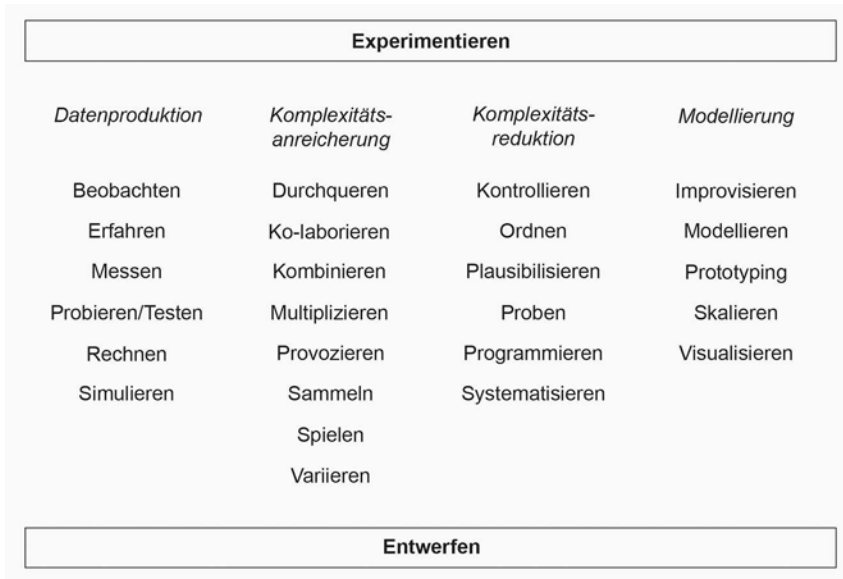 Experimentieren
Datenproduktion
Beobachten
Erfahren
Messen
Probieren/Testen
Rechnen
Simulieren
Komplexitäts-
anreicherung
Durchqueren
Ko-laborieren
Kombinieren
Multiplizieren
Provozieren
Sammeln
Spielen
Variieren
Komplexitäts-
reduktion
Kontrollieren
Ordnen
Plausibilisieren
Proben
Programmieren
Systematisieren
Modellierung
Improvisieren
Modellieren
Prototyping
Skalieren
Visualisieren
Entwerfen